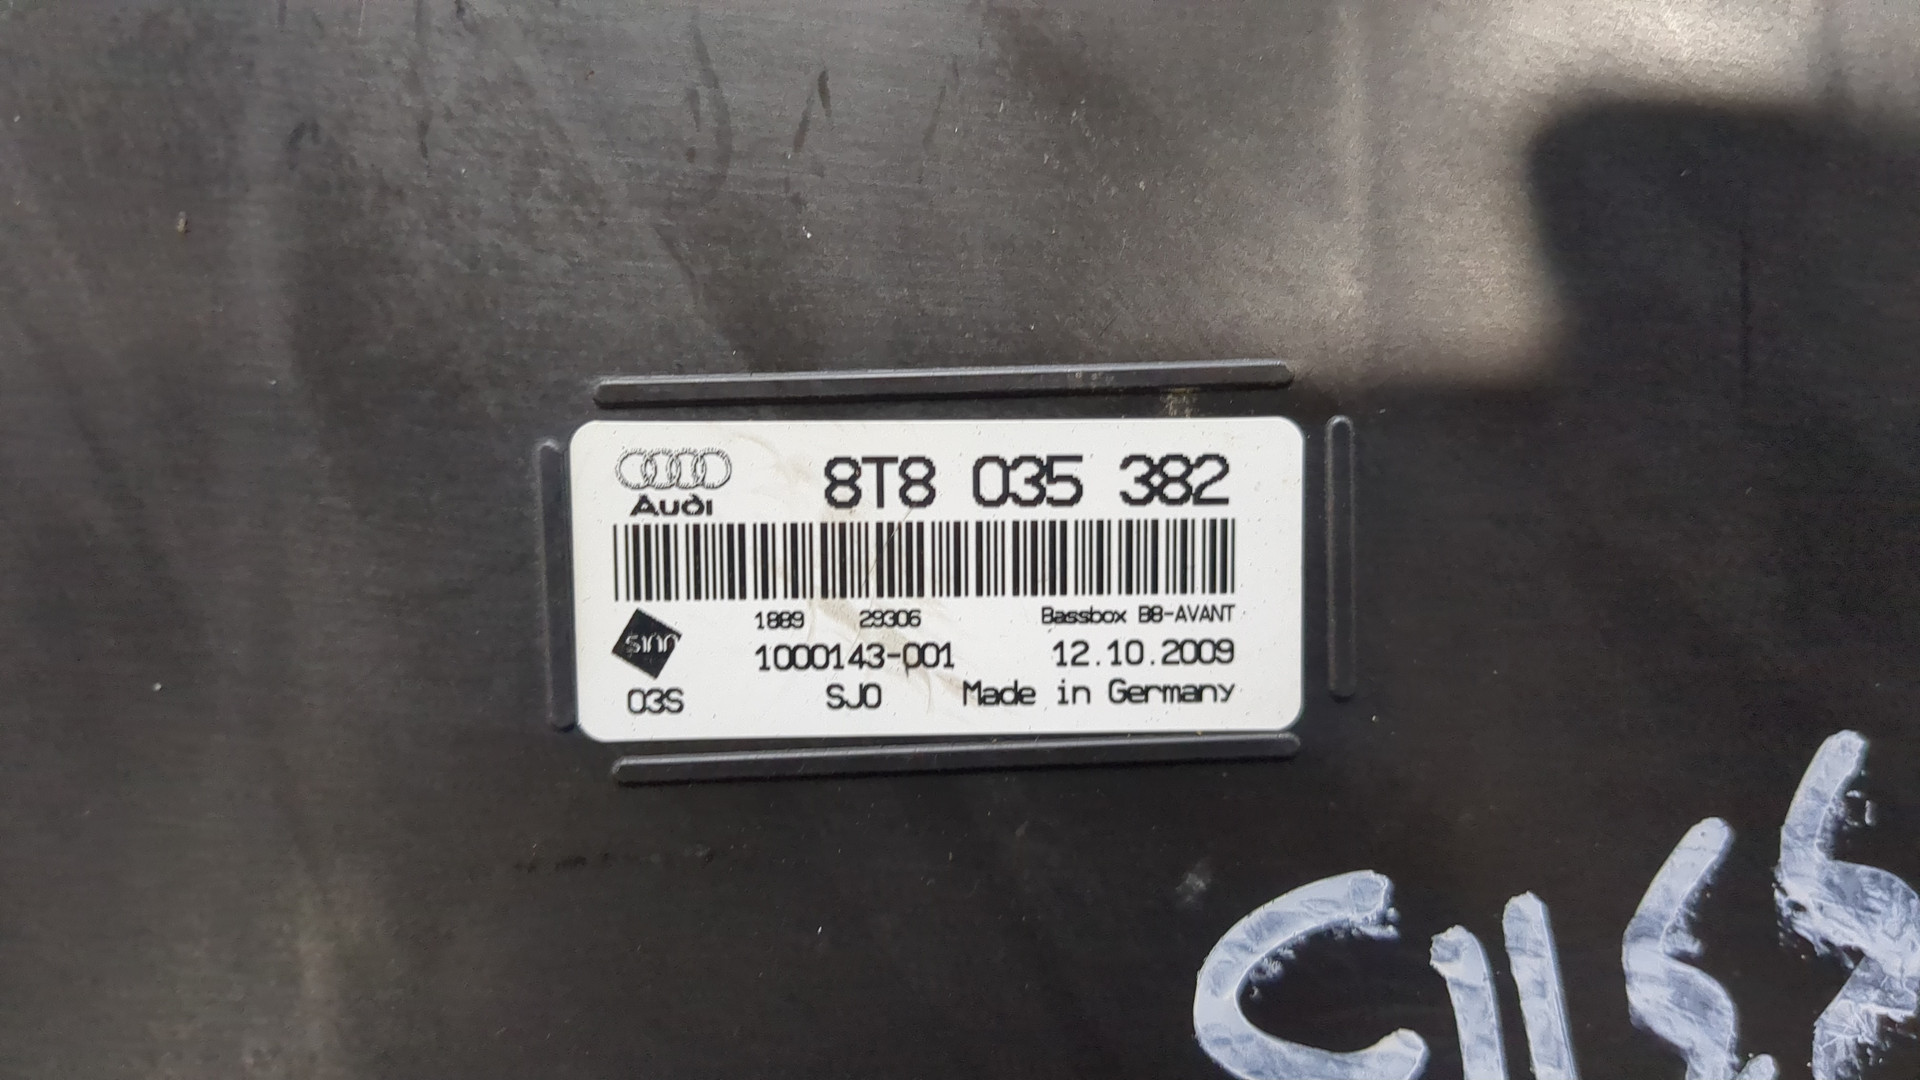 Audi
8T8 035 382
1889 29306 Bassbox B8-AVANT
sinn
1000143-001 12.10.2009
03S SJ0 Made in Germany